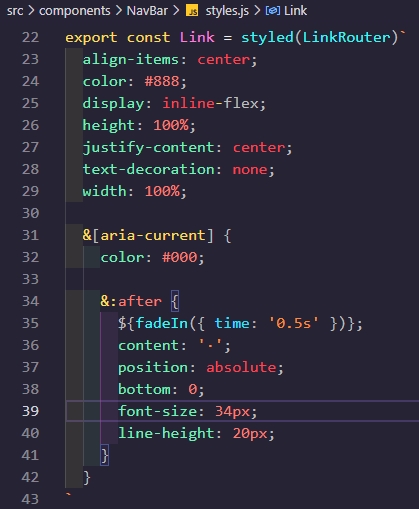 src > components > NavBar > JS styles.js > Link
22 export const Link = styled(LinkRouter)`
23   align-items: center;
24   color: #888;
25   display: inline-flex;
26   height: 100%;
27   justify-content: center;
28   text-decoration: none;
29   width: 100%;
30
31   &[aria-current] {
32     color: #000;
33
34     &:after {
35       ${fadeIn({ time: '0.5s' })};
36       content: '·';
37       position: absolute;
38       bottom: 0;
39       font-size: 34px;
40       line-height: 20px;
41     }
42   }
43 `